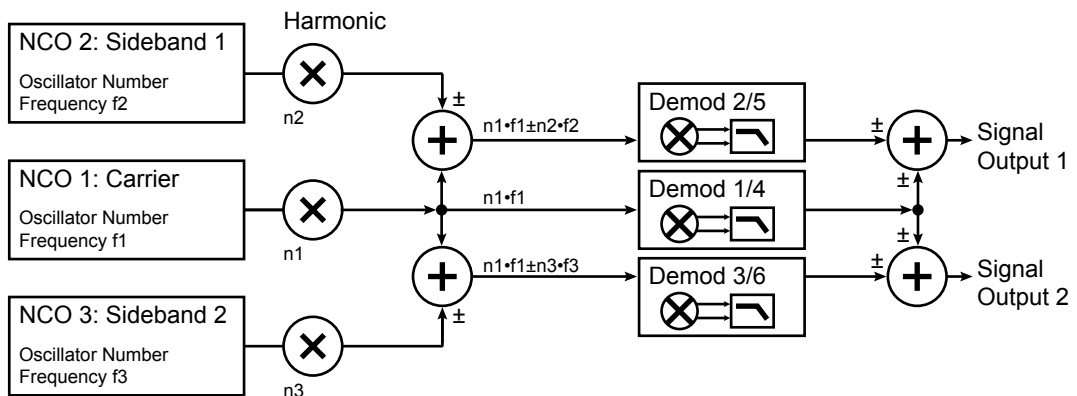 Harmonic
NCO 2: Sideband 1
Oscillator Number
Frequency f2
n2
±
n1•f1±n2•f2
Demod 2/5
±
Signal
Output 1
±
NCO 1: Carrier
Oscillator Number
Frequency f1
n1
n1•f1
Demod 1/4
±
n1•f1±n3•f3
Demod 3/6
±
Signal
Output 2
±
NCO 3: Sideband 2
Oscillator Number
Frequency f3
n3